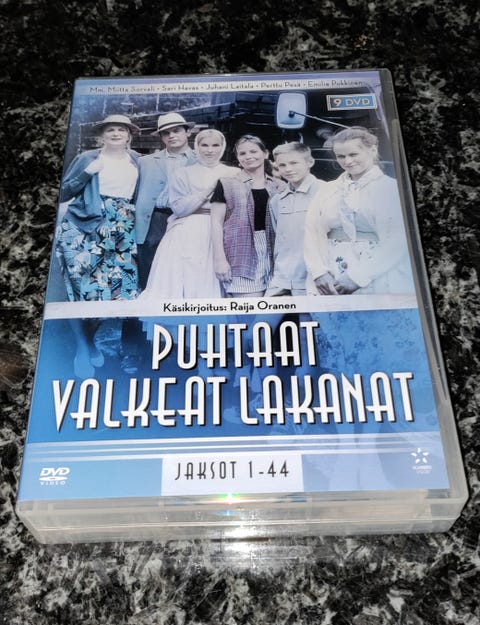 Mm. Miitta Sorvali • Sari Havas • Juhani Laitala • Perttu Pesä • Emilia Pokkinen
9 DVD
Käsikirjoitus: Raija Oranen
PUHTAAT
VALKEAT LAKANAT
JAKSOT 1-44
DVD
VIDEO